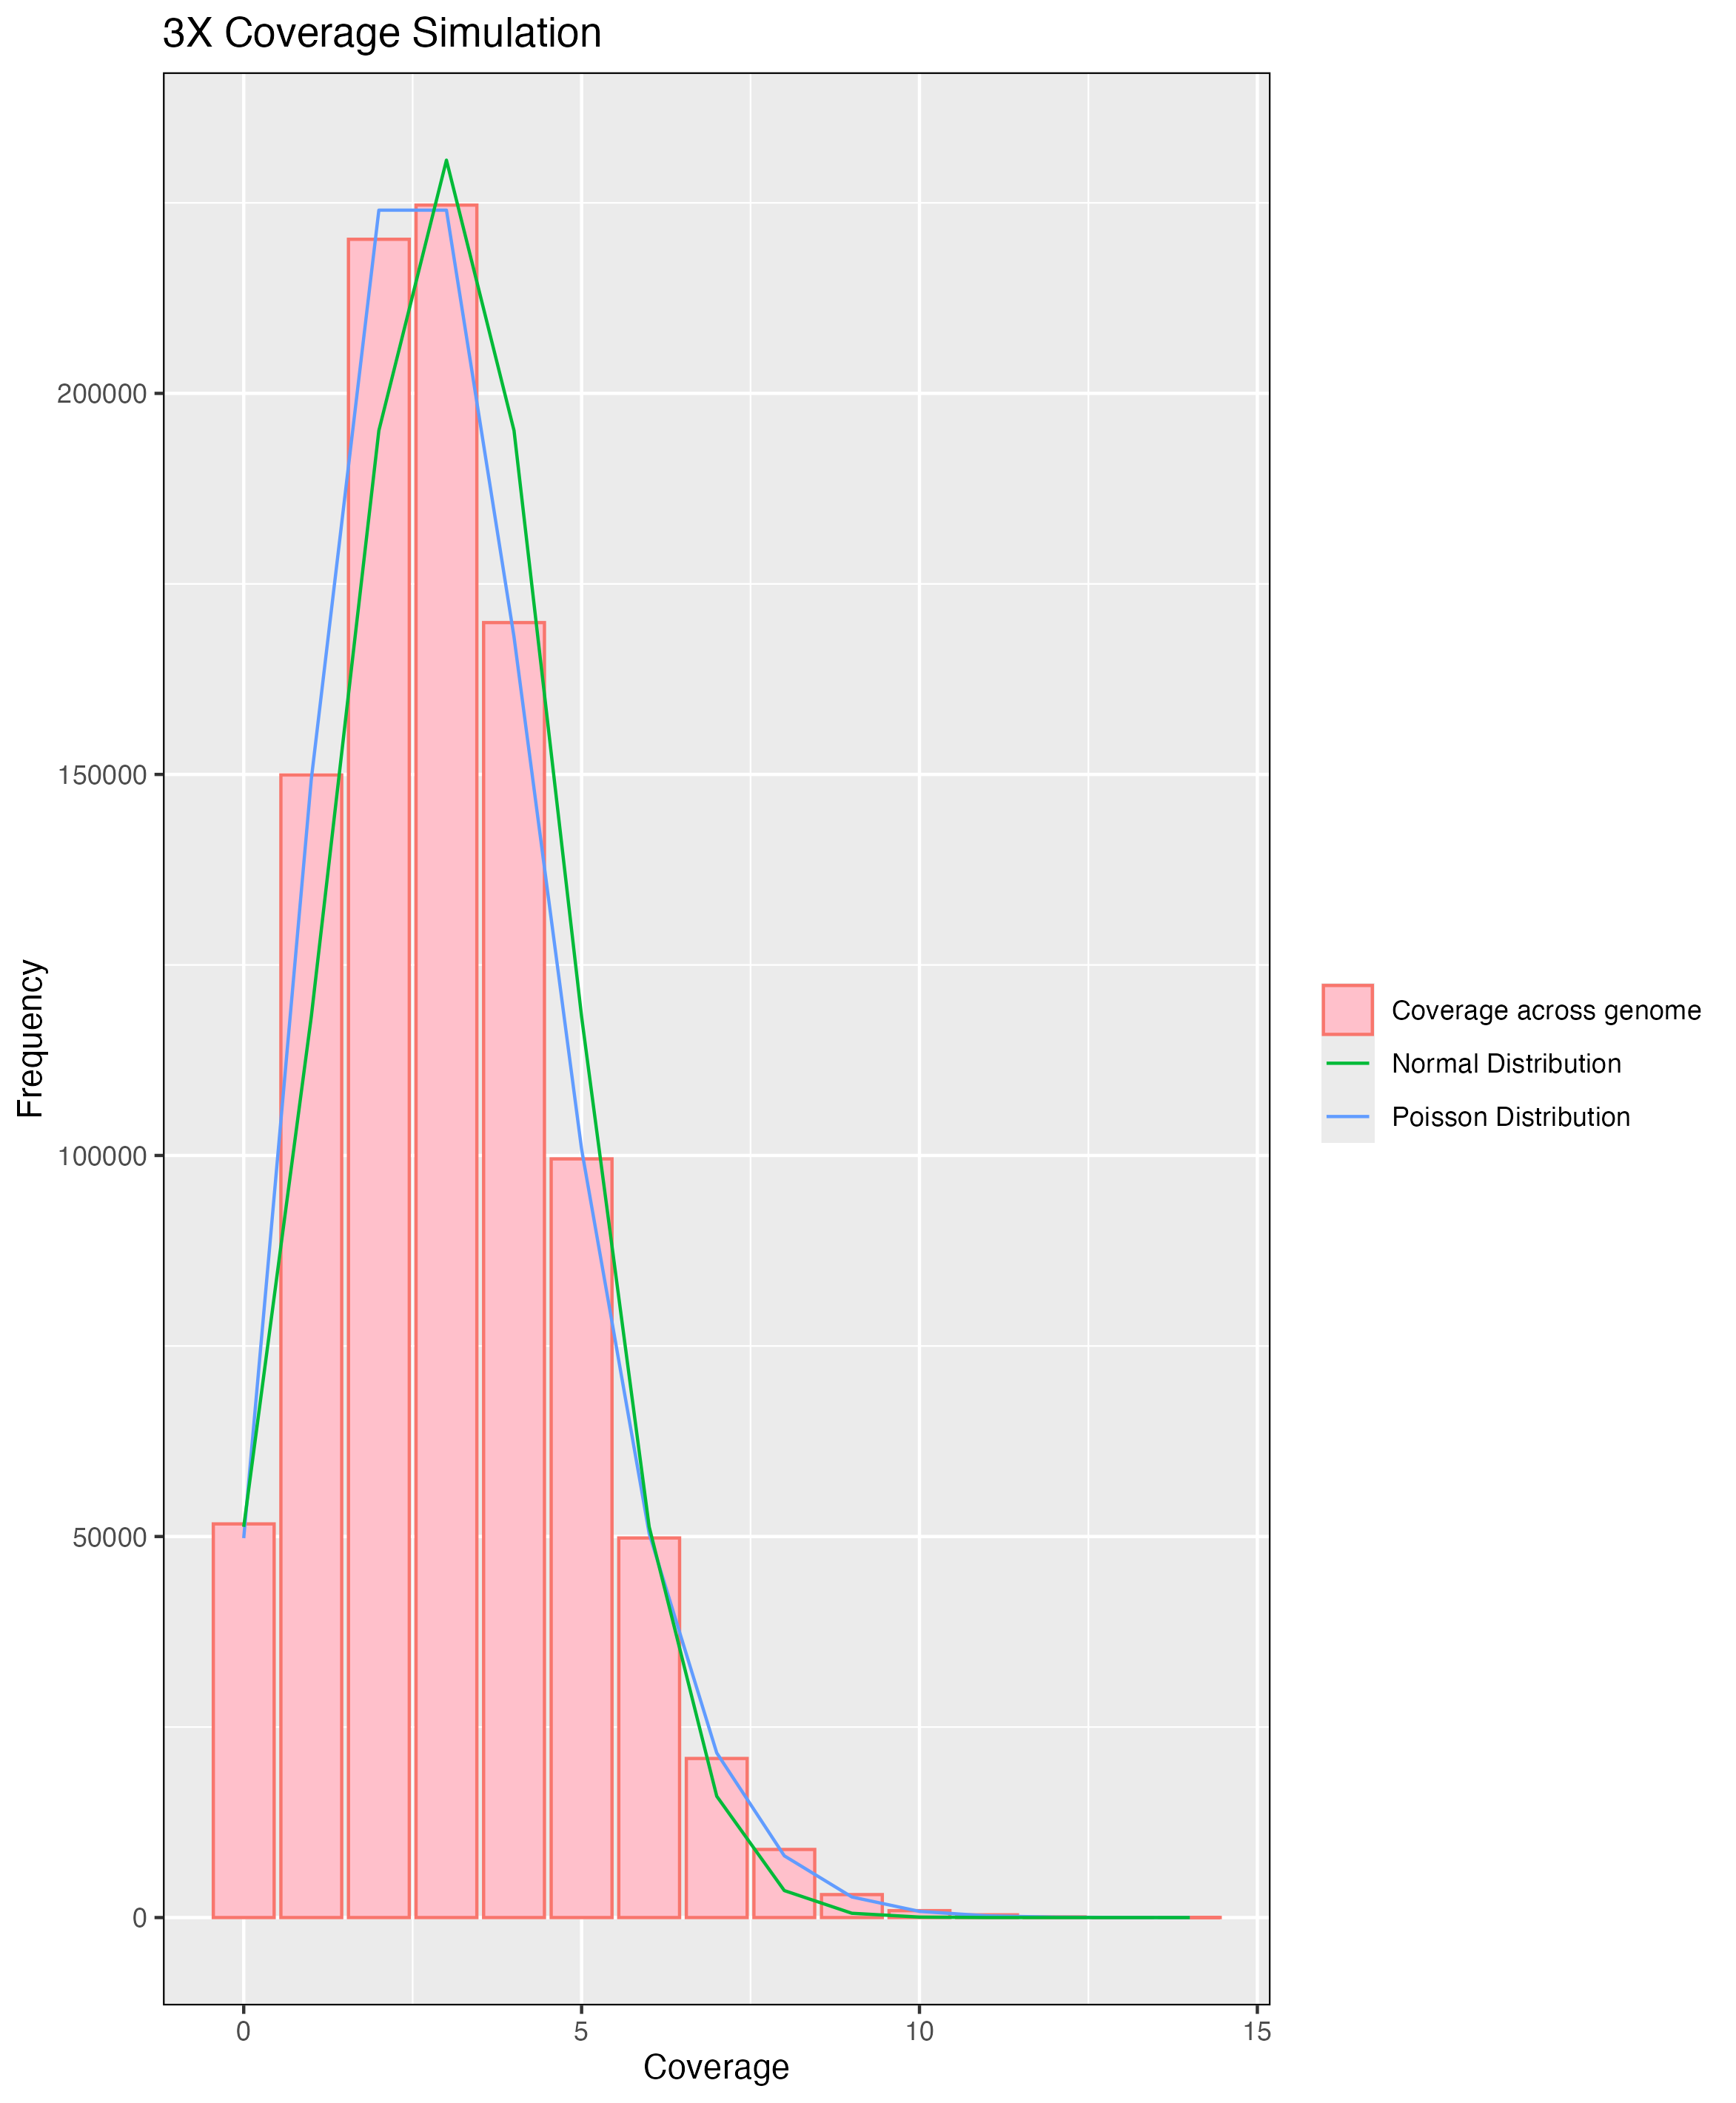 3X Coverage Simulation
Frequency
200000
150000
100000
50000
0
0 5 10 15
Coverage
Coverage across genome
Normal Distribution
Poisson Distribution